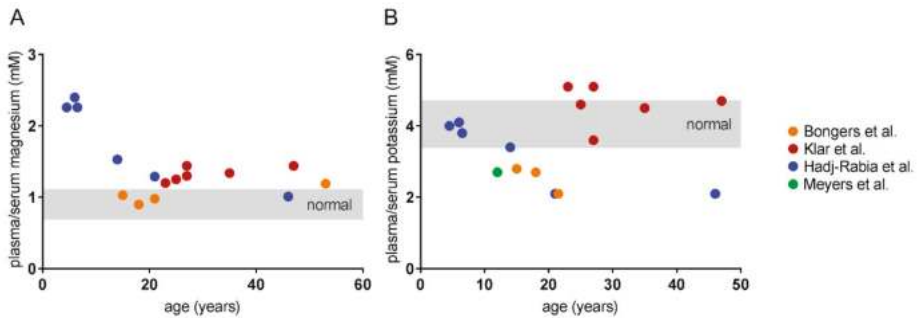 A
plasma/serum magnesium (mM)
3
2
1
0
normal
0
20
40
60
age (years)
B
plasma/serum potassium (mM)
6
4
2
0
normal
0
10
20
30
40
50
age (years)
Bongers et al.
Klar et al.
Hadj-Rabia et al.
Meyers et al.